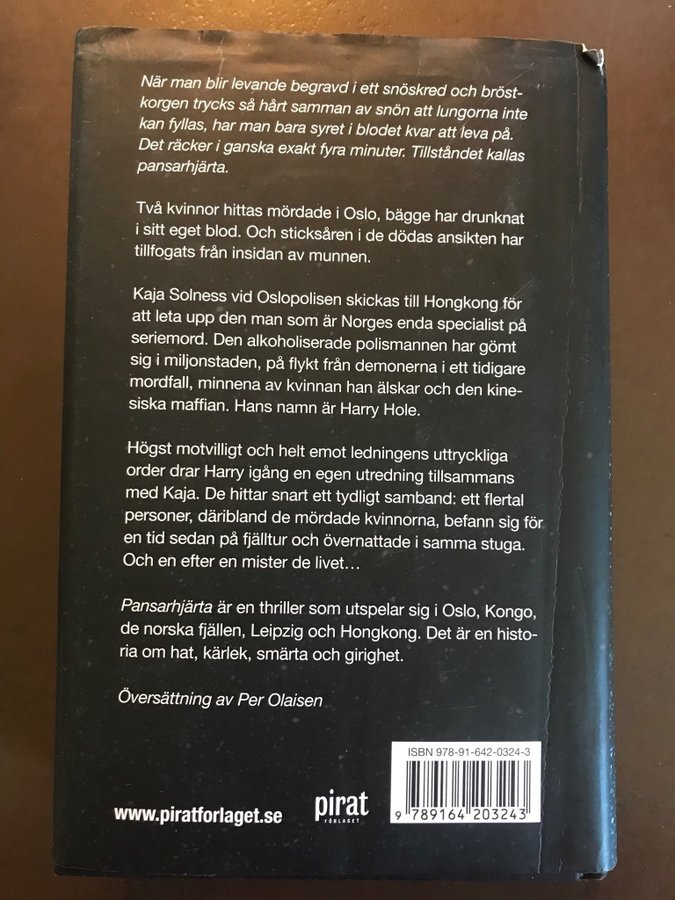 När man blir levande begravd i ett snöskred och bröst-
korgen trycks så hårt samman av snön att lungorna inte
kan fyllas, har man bara syret i blodet kvar att leva på.
Det räcker i ganska exakt fyra minuter. Tillståndet kallas
pansarhjärta.
Två kvinnor hittas mördade i Oslo, bägge har drunknat
i sitt eget blod. Och sticksåren i de dödas ansikten har
tillfogats från insidan av munnen.
Kaja Solness vid Oslopolisen skickas till Hongkong för
att leta upp den man som är Norges enda specialist på
seriemord. Den alkoholiserade polismannen har gömt
sig i miljonstaden, på flykt från demonerna i ett tidigare
mordfall, minnena av kvinnan han älskar och den kine-
siska maffian. Hans namn är Harry Hole.
Högst motvilligt och helt emot ledningens uttryckliga
order drar Harry igång en egen utredning tillsammans
med Kaja. De hittar snart ett tydligt samband: ett flertal
personer, däribland de mördade kvinnorna, befann sig för
en tid sedan på fjälltur och övernattade i samma stuga.
Och en efter en mister de livet…
Pansarhjärta är en thriller som utspelar sig i Oslo, Kongo,
de norska fjällen, Leipzig och Hongkong. Det är en histo-
ria om hat, kärlek, smärta och girighet.
Översättning av Per Olaisen
ISBN 978-91-642-0324-3
www.piratforlaget.se
pirat
FÖRLAGET
9 789164 203243